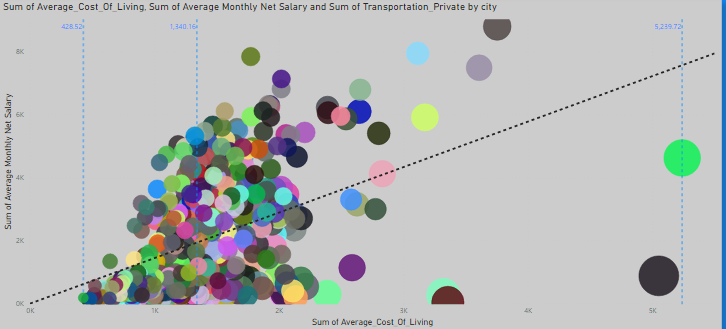 Sum of Average_Cost_Of_Living, Sum of Average Monthly Net Salary and Sum of Transportation_Private by city
428.52
1,340.16
5,239.72
8K
6K
4K
2K
0K
Sum of Average Monthly Net Salary
0K
1K
2K
3K
4K
5K
Sum of Average_Cost_Of_Living